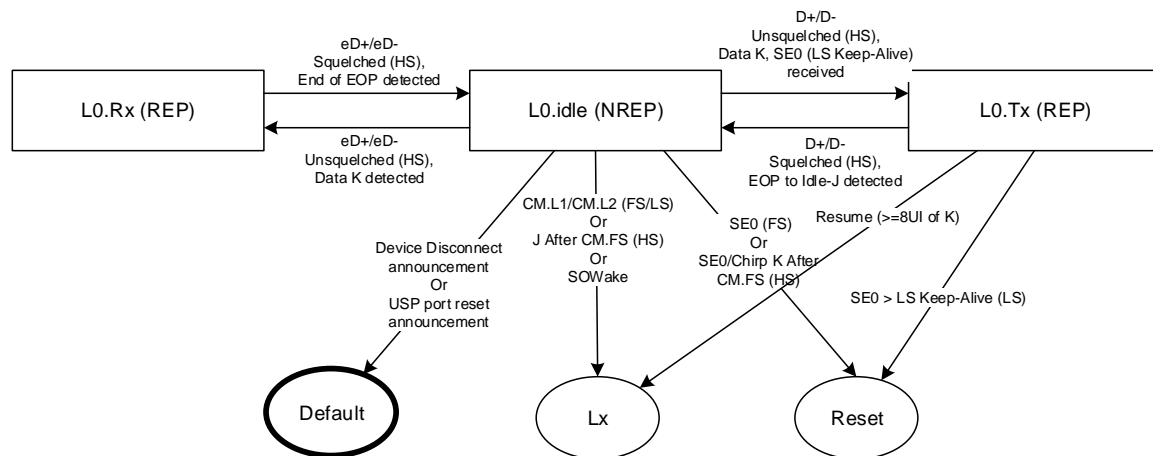 eD+/eD-
Squelched (HS),
End of EOP detected
D+/D-
Unsquelched (HS),
Data K, SE0 (LS Keep-Alive)
received
L0.Rx (REP)
L0.idle (NREP)
L0.Tx (REP)
eD+/eD-
Unsquelched (HS),
Data K detected
D+/D-
Squelched (HS),
EOP to Idle-J detected
CM.L1/CM.L2 (FS/LS)
Or
J After CM.FS (HS)
Or
SOWake
SE0 (FS)
Or
SE0/Chirp K After
CM.FS (HS)
Resume (>=8UI of K)
Device Disconnect
announcement
Or
USP port reset
announcement
SE0 > LS Keep-Alive (LS)
Default
Lx
Reset